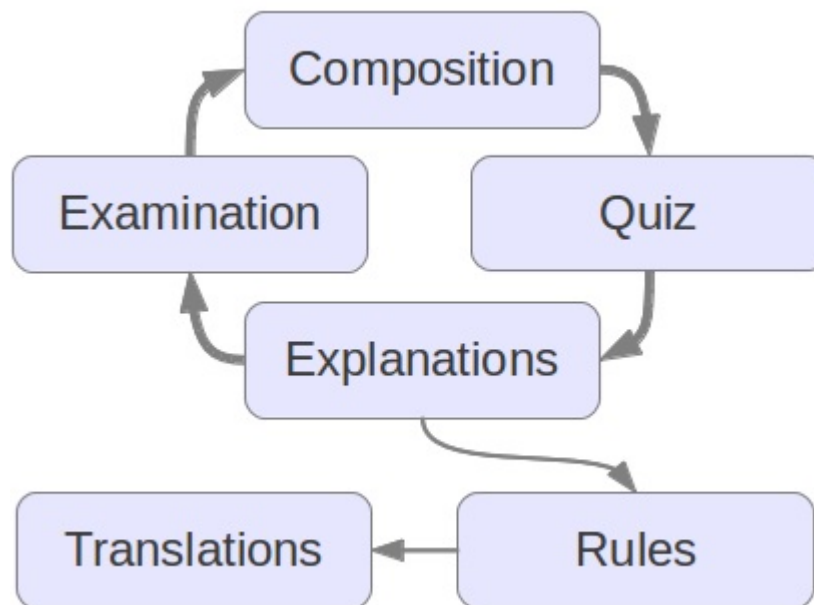 Composition
Examination
Quiz
Explanations
Translations
Rules